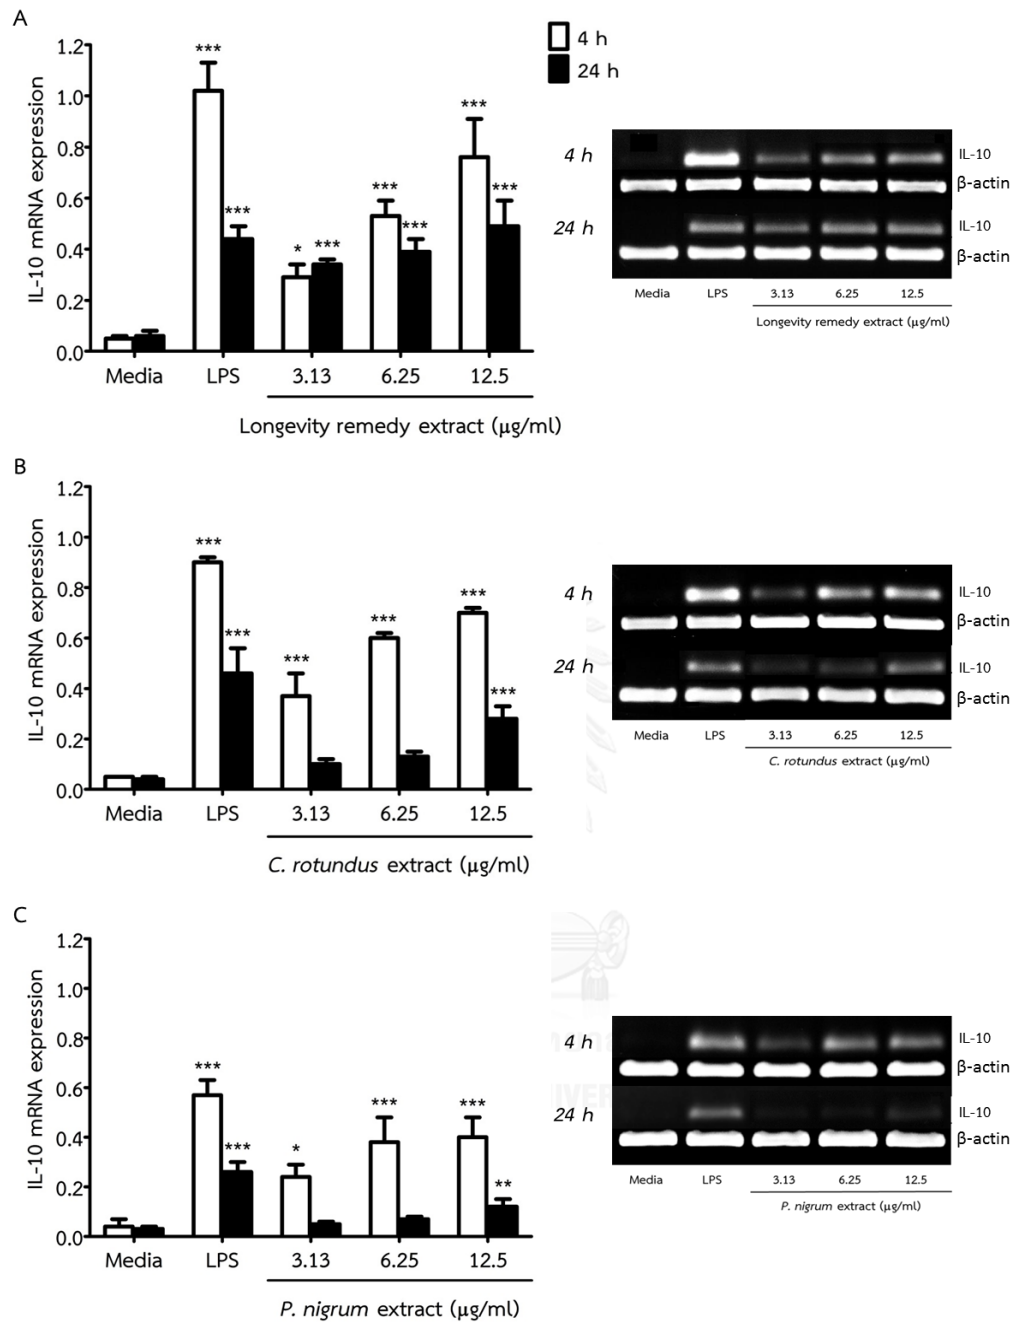 A
4 h
24 h
IL-10 mRNA expression
1.2
1.0
0.8
0.6
0.4
0.2
0.0
***
***
*
***
***
***
***
***
Media LPS 3.13 6.25 12.5
Longevity remedy extract (µg/ml)
4 h IL-10
β-actin
24 h IL-10
β-actin
Media LPS 3.13 6.25 12.5
Longevity remedy extract (µg/ml)
B
IL-10 mRNA expression
1.2
1.0
0.8
0.6
0.4
0.2
0.0
***
***
***
***
***
***
Media LPS 3.13 6.25 12.5
C. rotundus extract (µg/ml)
4 h IL-10
β-actin
24 h IL-10
β-actin
Media LPS 3.13 6.25 12.5
C. rotundus extract (µg/ml)
C
IL-10 mRNA expression
1.2
1.0
0.8
0.6
0.4
0.2
0.0
***
***
*
***
***
**
Media LPS 3.13 6.25 12.5
P. nigrum extract (µg/ml)
4 h IL-10
β-actin
24 h IL-10
β-actin
Media LPS 3.13 6.25 12.5
P. nigrum extract (µg/ml)